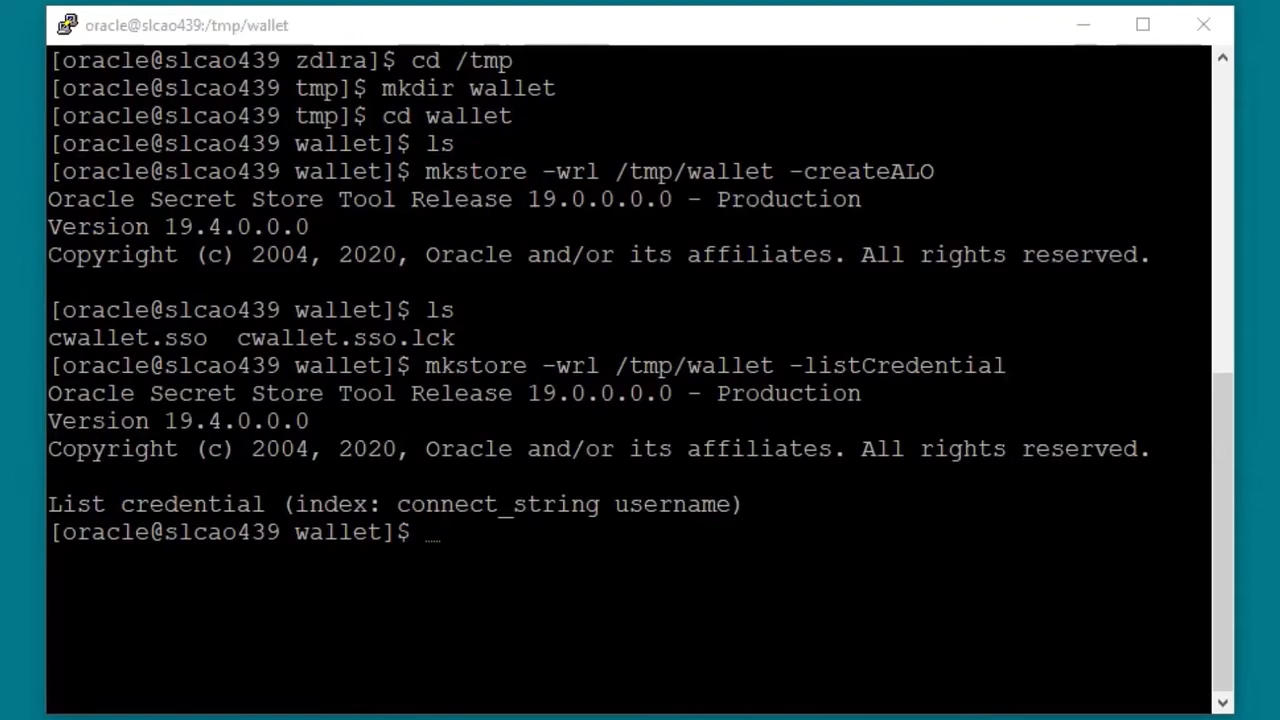 oracle@slcao439:/tmp/wallet
[oracle@slcao439 zdlra]$ cd /tmp
[oracle@slcao439 tmp]$ mkdir wallet
[oracle@slcao439 tmp]$ cd wallet
[oracle@slcao439 wallet]$ ls
[oracle@slcao439 wallet]$ mkstore -wrl /tmp/wallet -createALO
Oracle Secret Store Tool Release 19.0.0.0.0 - Production
Version 19.4.0.0.0
Copyright (c) 2004, 2020, Oracle and/or its affiliates. All rights reserved.
[oracle@slcao439 wallet]$ ls
cwallet.sso  cwallet.sso.lck
[oracle@slcao439 wallet]$ mkstore -wrl /tmp/wallet -listCredential
Oracle Secret Store Tool Release 19.0.0.0.0 - Production
Version 19.4.0.0.0
Copyright (c) 2004, 2020, Oracle and/or its affiliates. All rights reserved.
List credential (index: connect_string username)
[oracle@slcao439 wallet]$